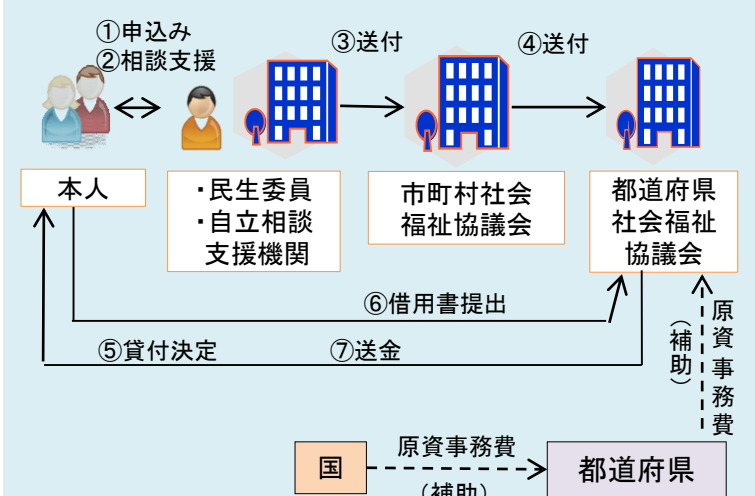 ①申込み
②相談支援
③送付
④送付
本人
・民生委員
・自立相談
支援機関
市町村社会
福祉協議会
都道府県
社会福祉
協議会
⑥借用書提出
⑤貸付決定
⑦送金
原資事務費
（補助）
国
原資事務費
（補助）
都道府県